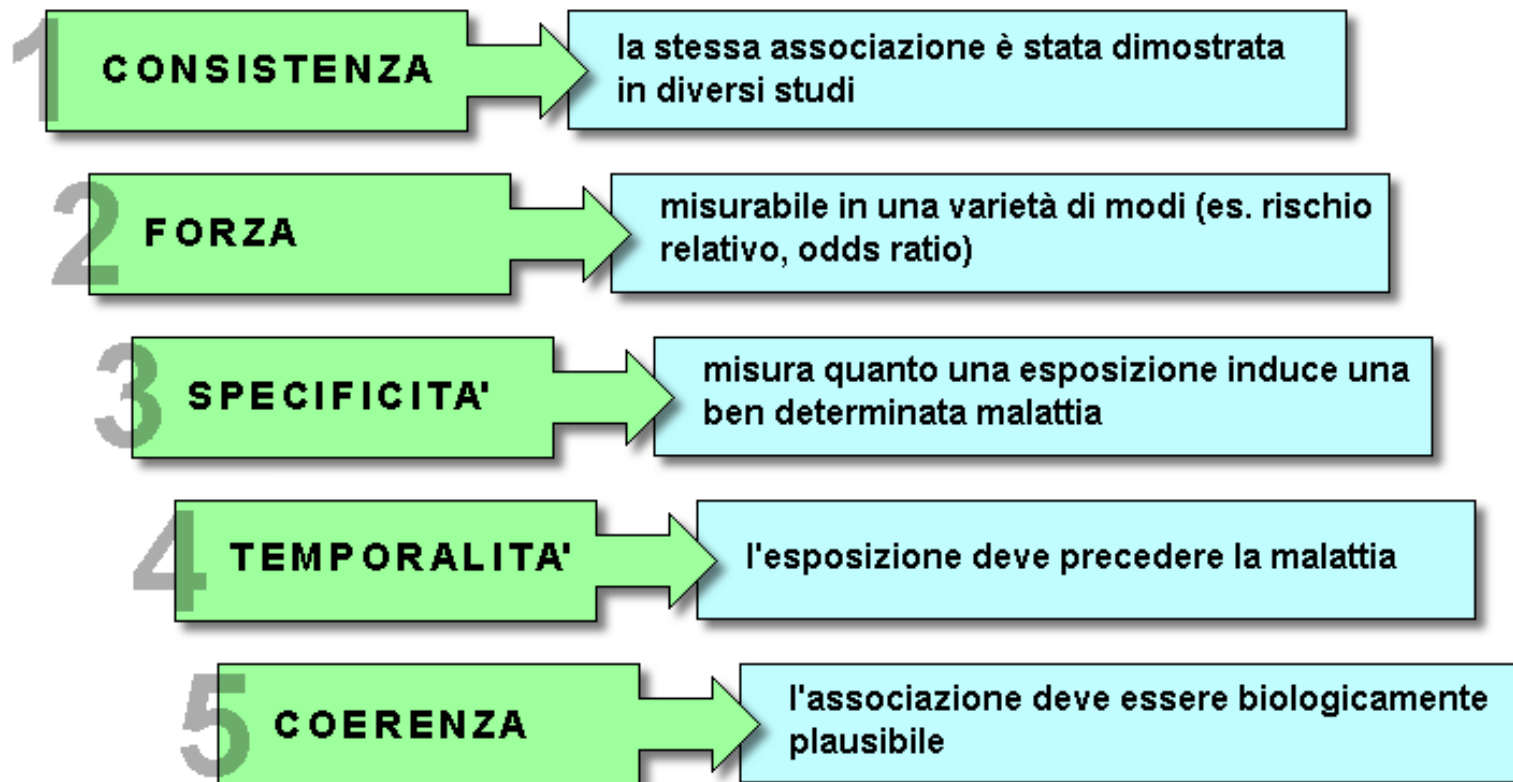 1
CONSISTENZA
la stessa associazione è stata dimostrata
in diversi studi
2
FORZA
misurabile in una varietà di modi (es. rischio
relativo, odds ratio)
3
SPECIFICITA'
misura quanto una esposizione induce una
ben determinata malattia
4
TEMPORALITA'
l'esposizione deve precedere la malattia
5
COERENZA
l'associazione deve essere biologicamente
plausibile